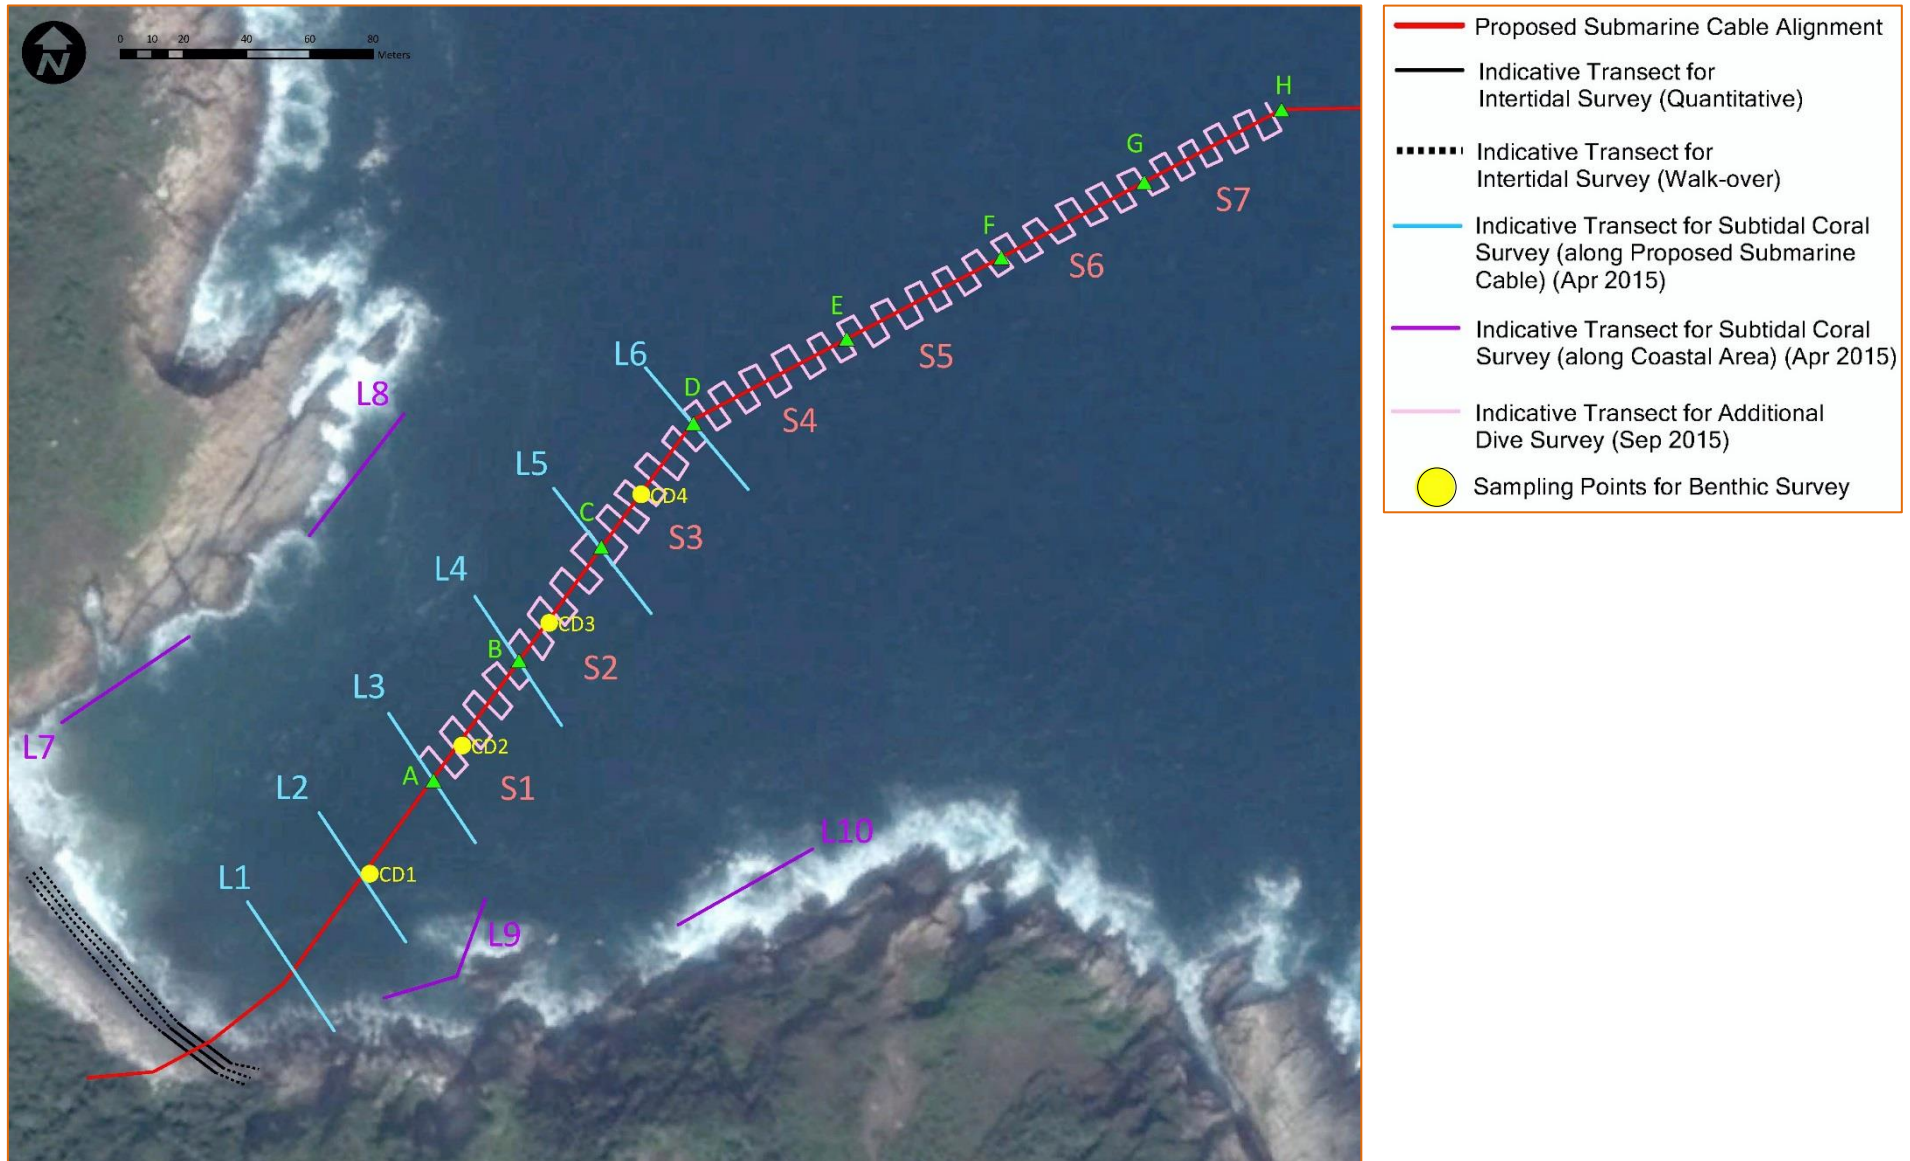 N
0 10 20 40 60 80
Meters
H
G
S7
F
S6
E
S5
L6
D
S4
L8
L5
CD4
C
S3
L4
CD3
B
S2
L3
L7
CD2
A
S1
L2
L10
CD1
L1
L9
Proposed Submarine Cable Alignment
Indicative Transect for
Intertidal Survey (Quantitative)
Indicative Transect for
Intertidal Survey (Walk-over)
Indicative Transect for Subtidal Coral
Survey (along Proposed Submarine
Cable) (Apr 2015)
Indicative Transect for Subtidal Coral
Survey (along Coastal Area) (Apr 2015)
Indicative Transect for Additional
Dive Survey (Sep 2015)
Sampling Points for Benthic Survey